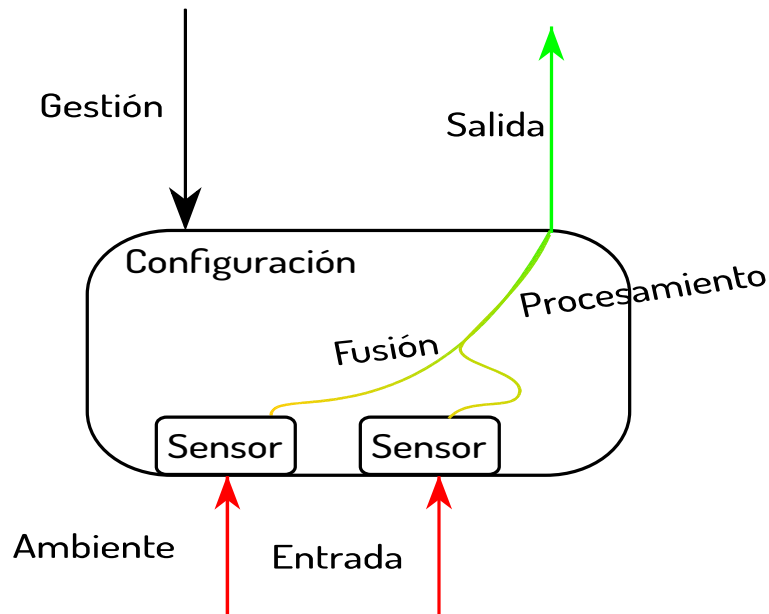 Gestión
Salida
Configuración
Procesamiento
Fusión
Sensor
Sensor
Ambiente
Entrada